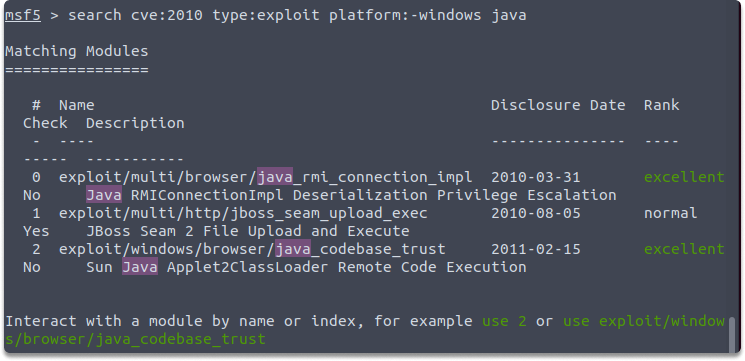 msf5 > search cve:2010 type:exploit platform:-windows java
Matching Modules
================
# Name Disclosure Date Rank
Check Description
- ---- --------------- ----
----- -----------
0 exploit/multi/browser/java_rmi_connection_impl 2010-03-31 excellent
No Java RMIConnectionImpl Deserialization Privilege Escalation
1 exploit/multi/http/jboss_seam_upload_exec 2010-08-05 normal
Yes JBoss Seam 2 File Upload and Execute
2 exploit/windows/browser/java_codebase_trust 2011-02-15 excellent
No Sun Java Applet2ClassLoader Remote Code Execution
Interact with a module by name or index, for example use 2 or use exploit/window
s/browser/java_codebase_trust